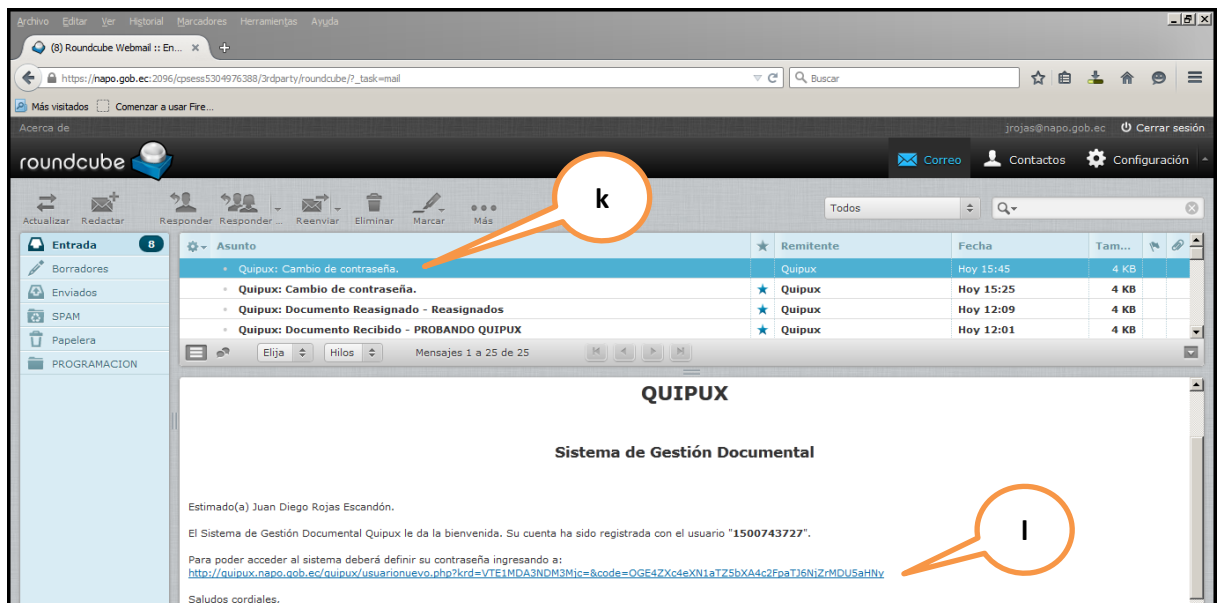 Archivo Editar Ver Historial Marcadores Herramientas Ayuda
(8) Roundcube Webmail :: En...
https://napo.gob.ec:2096/cpsess5304976388/3rdparty/roundcube/?_task=mail
Buscar
Más visitados Comenzar a usar Fire...
Acerca de
jrojas@napo.gob.ec Cerrar sesión
roundcube
Correo Contactos Configuración
k
Actualizar Redactar Responder Responder ... Reenviar Eliminar Marcar Más
Todos
Entrada 8
Borradores
Enviados
SPAM
Papelera
PROGRAMACION
Asunto Remitente Fecha Tam...
Quipux: Cambio de contraseña. Quipux Hoy 15:45 4 KB
Quipux: Cambio de contraseña. Quipux Hoy 15:25 4 KB
Quipux: Documento Reasignado - Reasignados Quipux Hoy 12:09 4 KB
Quipux: Documento Recibido - PROBANDO QUIPUX Quipux Hoy 12:01 4 KB
Elija Hilos Mensajes 1 a 25 de 25
QUIPUX
Sistema de Gestión Documental
Estimado(a) Juan Diego Rojas Escandón.
El Sistema de Gestión Documental Quipux le da la bienvenida. Su cuenta ha sido registrada con el usuario "1500743727".
l
Para poder acceder al sistema deberá definir su contraseña ingresando a:
http://quipux.napo.gob.ec/quipux/usuarionuevo.php?krd=VTE1MDA3NDM3Mjc=&code=OGE4ZXc4eXN1aTZ5bXA4c2FpaTJ6NjZrMDU5aHNy
Saludos cordiales.